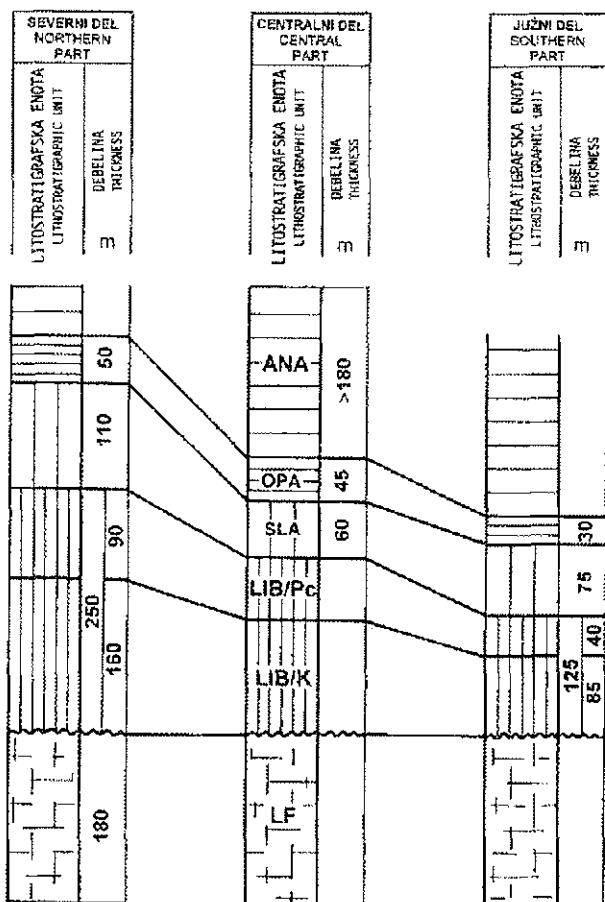 SEVERNI DEL
NORTHERN
PART
LITOSTRATIGRAFSKA ENOTA
LITHOSTRATIGRAPHIC UNIT
DEBELINA
THICKNESS
m
CENTRALNI DEL
CENTRAL
PART
LITOSTRATIGRAFSKA ENOTA
LITHOSTRATIGRAPHIC UNIT
DEBELINA
THICKNESS
m
JUŽNI DEL
SOUTHERN
PART
LITOSTRATIGRAFSKA ENOTA
LITHOSTRATIGRAPHIC UNIT
DEBELINA
THICKNESS
m
50
110
90
250
160
180
ANA
>180
OPA
45
SLA
60
LIB/Pc
LIB/K
LF
30
75
40
125
85